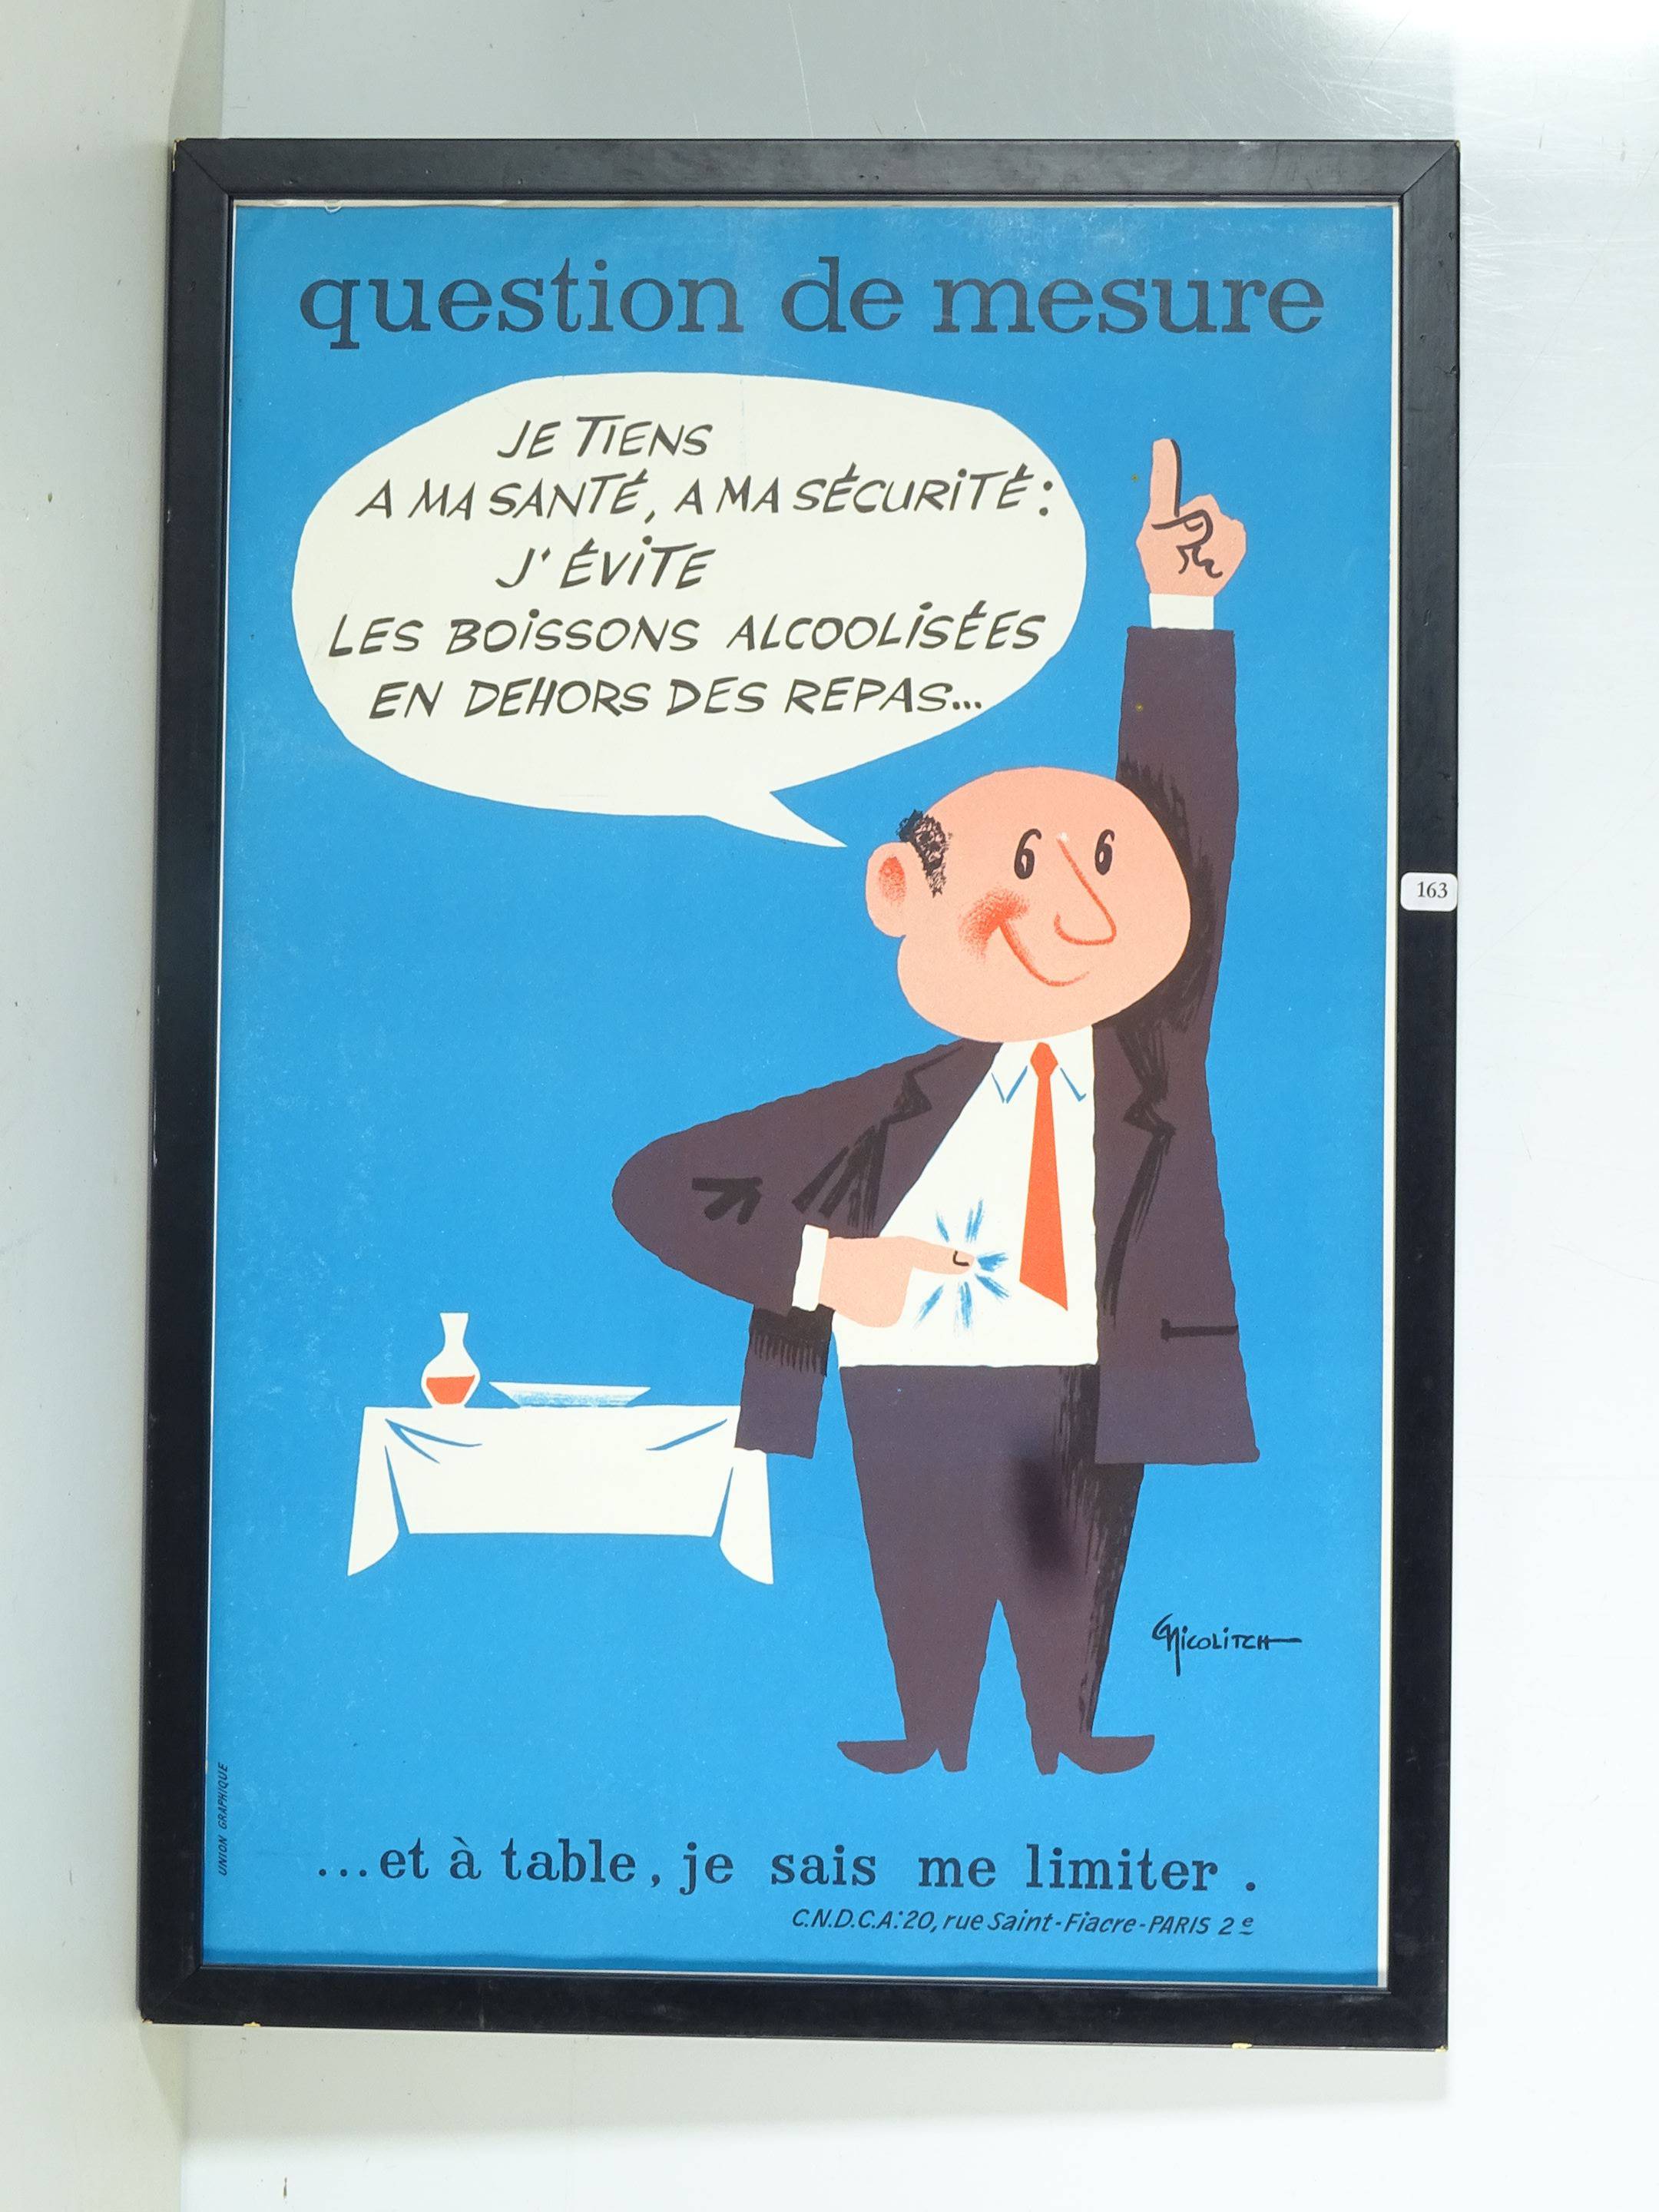 question de mesure
JE TIENS
A MA SANTÉ, A MA SÉCURITÉ:
J'ÉVITE
LES BOISSONS ALCOOLISÉES
EN DEHORS DES REPAS...
163
GNICOLITCH
UNION GRAPHIQUE
...et à table, je sais me limiter.
C.N.D.C.A: 20, rue Saint-Fiacre-PARIS 2e